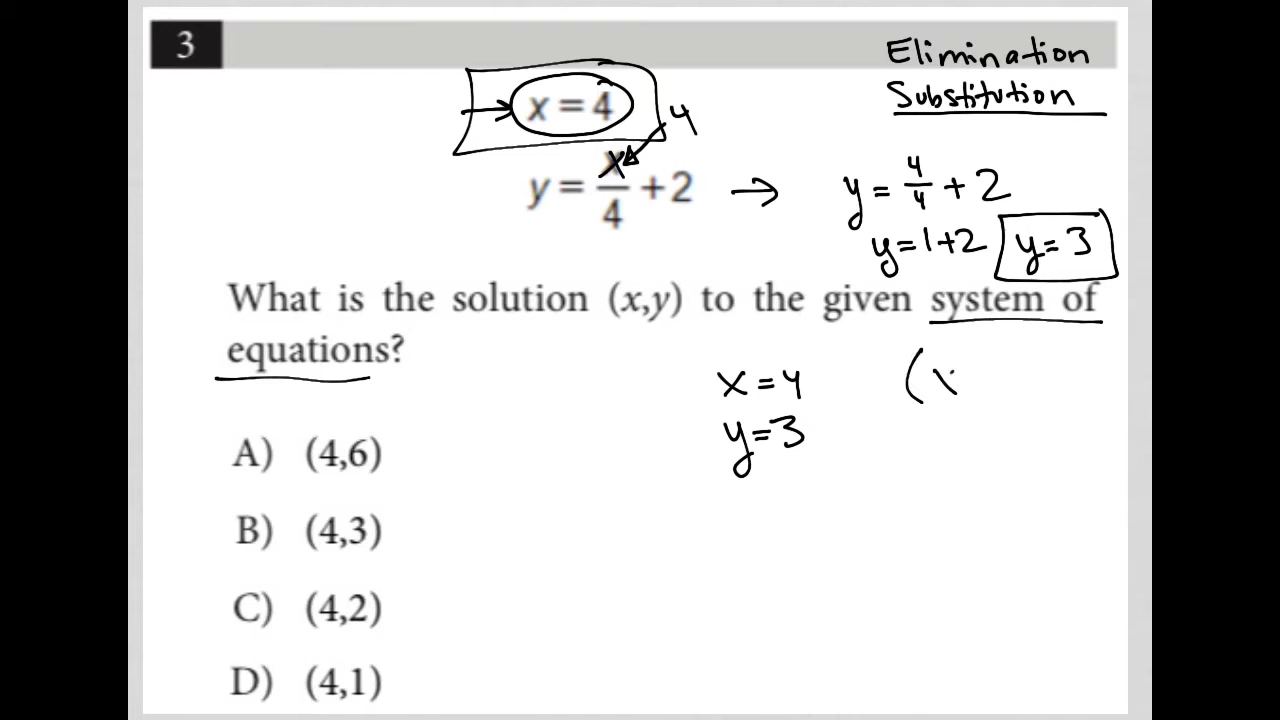 3
Elimination
Substitution
x = 4
4
y = x/4 + 2 → y = 4/4 + 2
y = 1+2 y = 3
What is the solution (x,y) to the given system of
equations?
x = 4 (x
y = 3
A) (4,6)
B) (4,3)
C) (4,2)
D) (4,1)